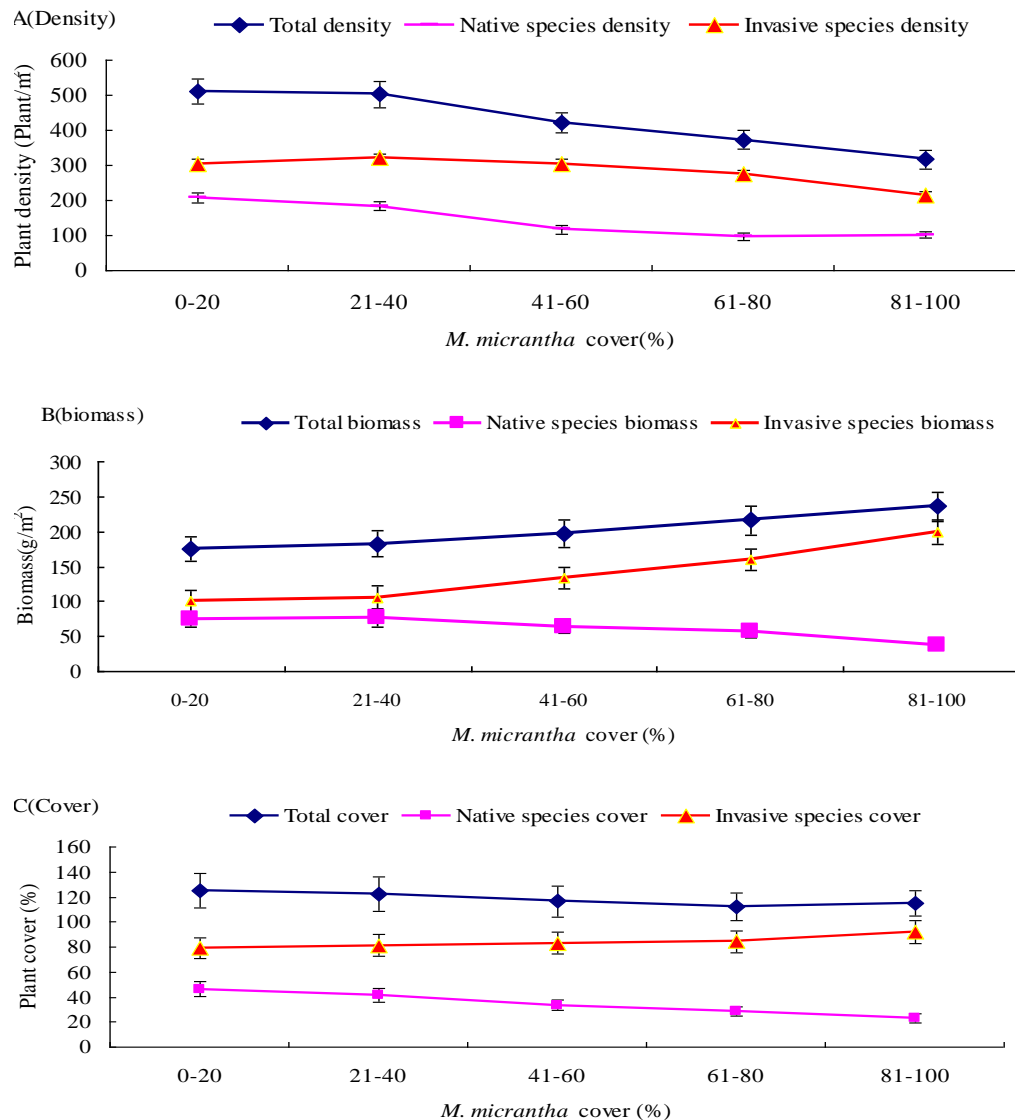 A(Density)
Total density Native species density Invasive species density
Plant density (Plant/㎡)
600
500
400
300
200
100
0
0-20 21-40 41-60 61-80 81-100
M. micrantha cover(%)
B(biomass)
Total biomass Native species biomass Invasive species biomass
Biomass(g/m²)
300
250
200
150
100
50
0
0-20 21-40 41-60 61-80 81-100
M. micrantha cover (%)
C(Cover)
Total cover Native species cover Invasive species cover
Plant cover (%)
160
140
120
100
80
60
40
20
0
0-20 21-40 41-60 61-80 81-100
M. micrantha cover (%)